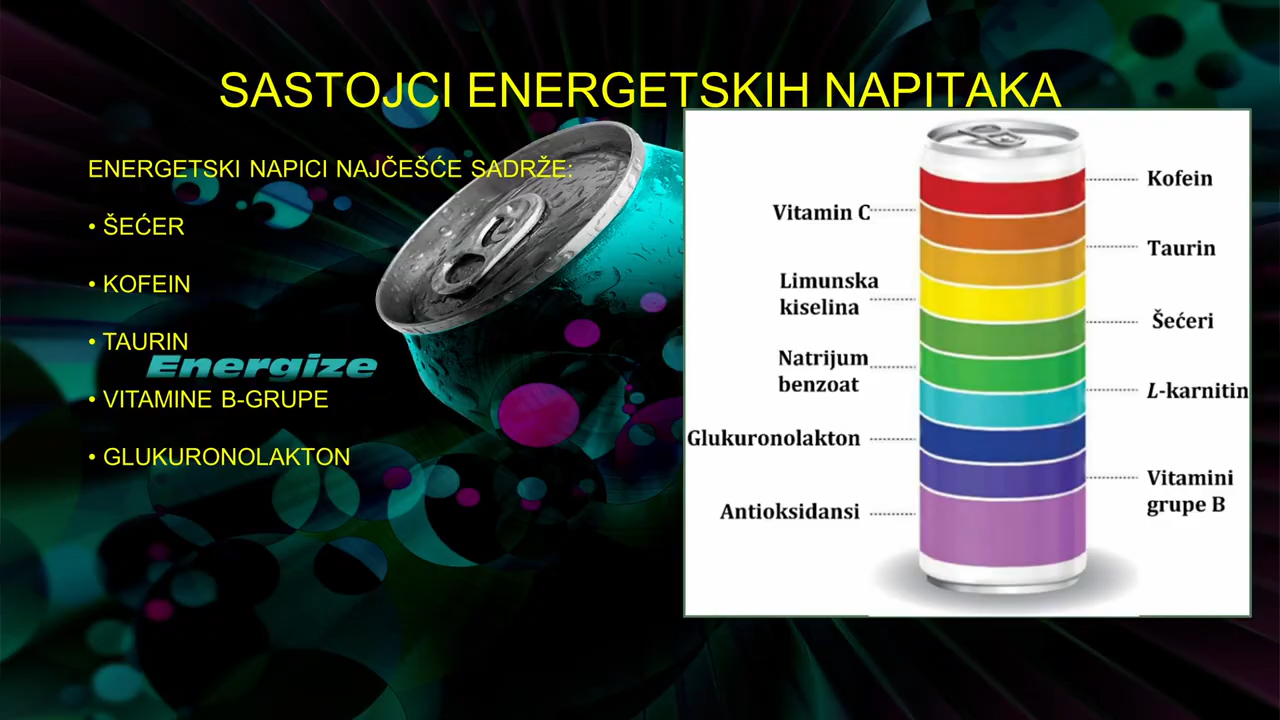 SASTOJCI ENERGETSKIH NAPITAKA
ENERGETSKI NAPICI NAJČEŠĆE SADRŽE:
• ŠEĆER
• KOFEIN
• TAURIN
Energize
• VITAMINE B-GRUPE
• GLUKURONOLAKTON
Vitamin C
Limunska
kiselina
Natrijum
benzoat
Glukuronolakton
Antioksidansi
Kofein
Taurin
Šećeri
L-karnitin
Vitamini
grupe B